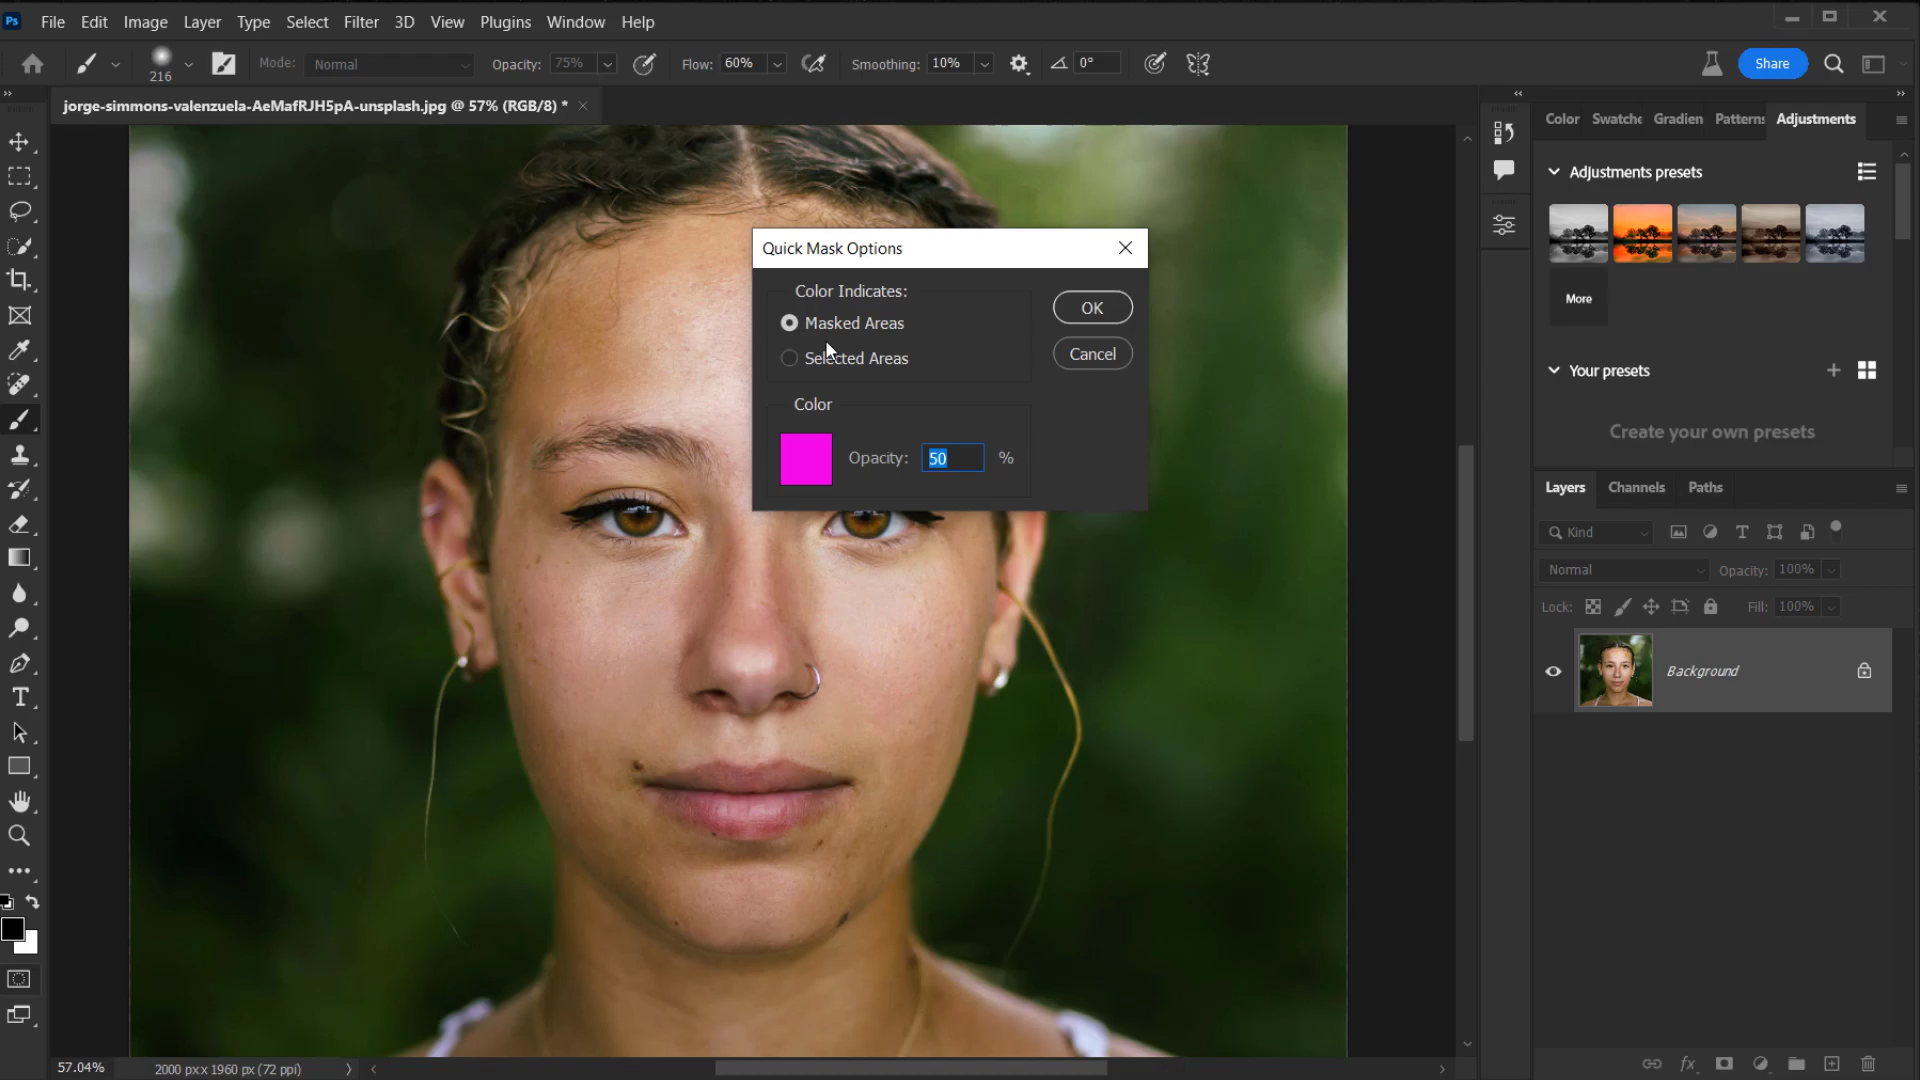 Ps File Edit Image Layer Type Select Filter 3D View Plugins Window Help
216 Mode: Normal Opacity: 75% Flow: 60% Smoothing: 10% 0° Share
jorge-simmons-valenzuela-AeMafRJH5pA-unsplash.jpg @ 57% (RGB/8) *
Color Swatche Gradien Patterns Adjustments
Adjustments presets
More
Your presets
Create your own presets
Quick Mask Options
Color Indicates:
Masked Areas
Selected Areas
OK
Cancel
Color
Opacity: 50 %
Layers Channels Paths
Kind
Normal Opacity: 100%
Lock: Fill: 100%
Background
fx
57.04% 2000 px x 1960 px (72 ppi)